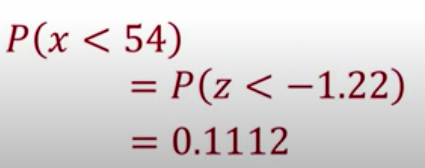 P(x < 54)
= P(z < −1.22)
= 0.1112